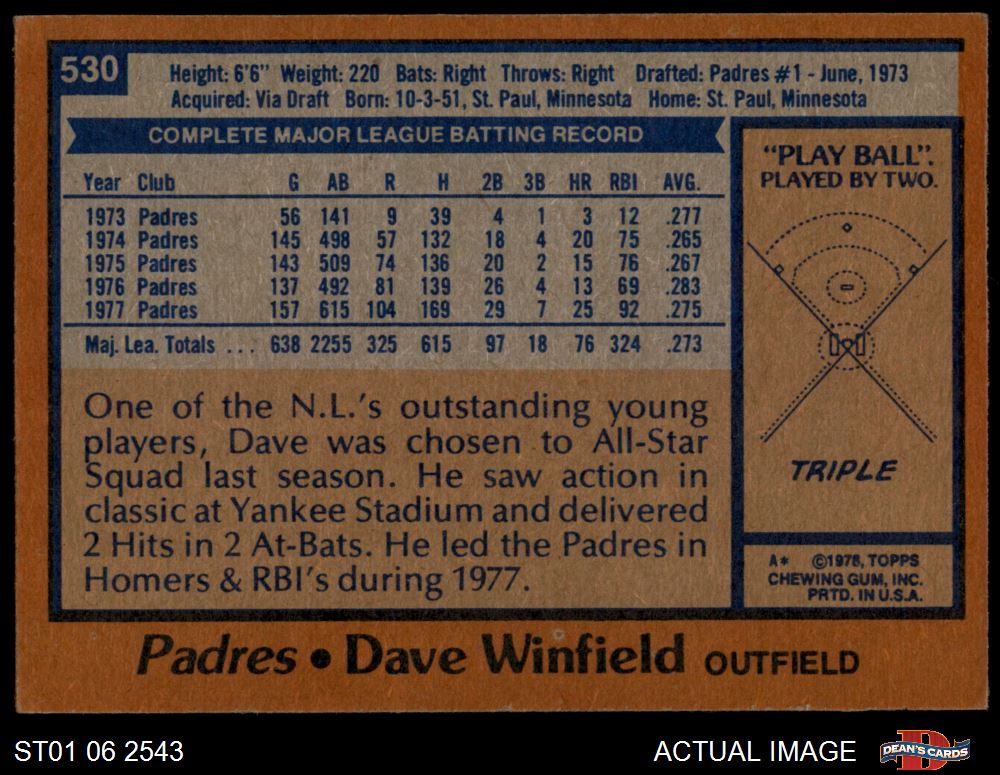 530
Height: 6'6" Weight: 220 Bats: Right Throws: Right Drafted: Padres #1 - June, 1973
Acquired: Via Draft Born: 10-3-51, St. Paul, Minnesota Home: St. Paul, Minnesota
COMPLETE MAJOR LEAGUE BATTING RECORD
Year Club G AB R H 2B 3B HR RBI AVG.
1973 Padres 56 141 9 39 4 1 3 12 .277
1974 Padres 145 498 57 132 18 4 20 75 .265
1975 Padres 143 509 74 136 20 2 15 76 .267
1976 Padres 137 492 81 139 26 4 13 69 .283
1977 Padres 157 615 104 169 29 7 25 92 .275
Maj. Lea. Totals ... 638 2255 325 615 97 18 76 324 .273
One of the N.L.'s outstanding young
players, Dave was chosen to All-Star
Squad last season. He saw action in
classic at Yankee Stadium and delivered
2 Hits in 2 At-Bats. He led the Padres in
Homers & RBI's during 1977.
"PLAY BALL".
PLAYED BY TWO.
TRIPLE
A* ©1978, TOPPS
CHEWING GUM, INC.
PRTD. IN U.S.A.
Padres • Dave Winfield OUTFIELD
ST01 06 2543
ACTUAL IMAGE
D
DEAN'S CARDS